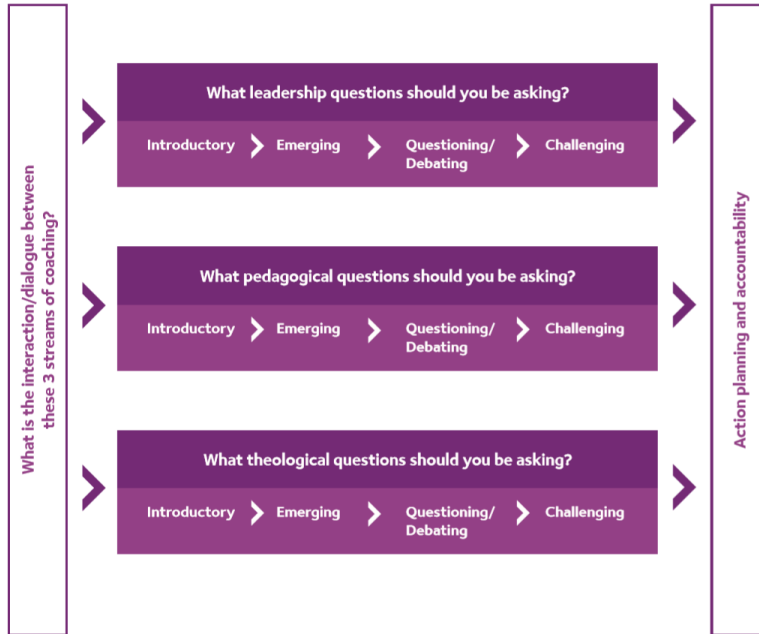 What is the interaction/dialogue between
these 3 streams of coaching?
What leadership questions should you be asking?
Introductory
Emerging
Questioning/
Debating
Challenging
What pedagogical questions should you be asking?
Introductory
Emerging
Questioning/
Debating
Challenging
What theological questions should you be asking?
Introductory
Emerging
Questioning/
Debating
Challenging
Action planning and accountability